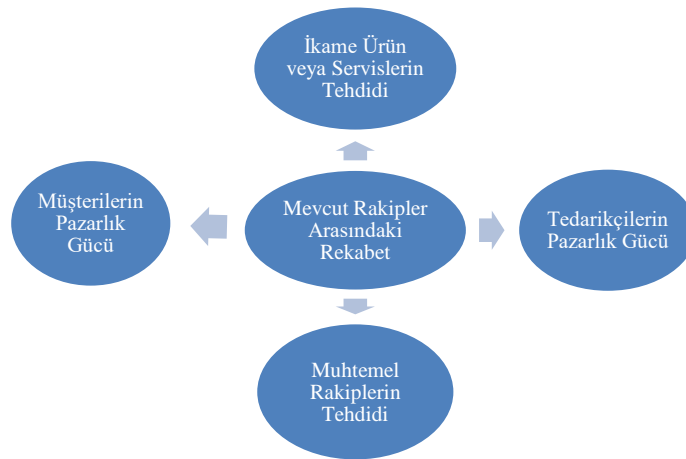 İkame Ürün
veya Servislerin
Tehdidi
Müşterilerin
Pazarlık
Gücü
Mevcut Rakipler
Arasındaki
Rekabet
Tedarikçilerin
Pazarlık Gücü
Muhtemel
Rakiplerin
Tehdidi